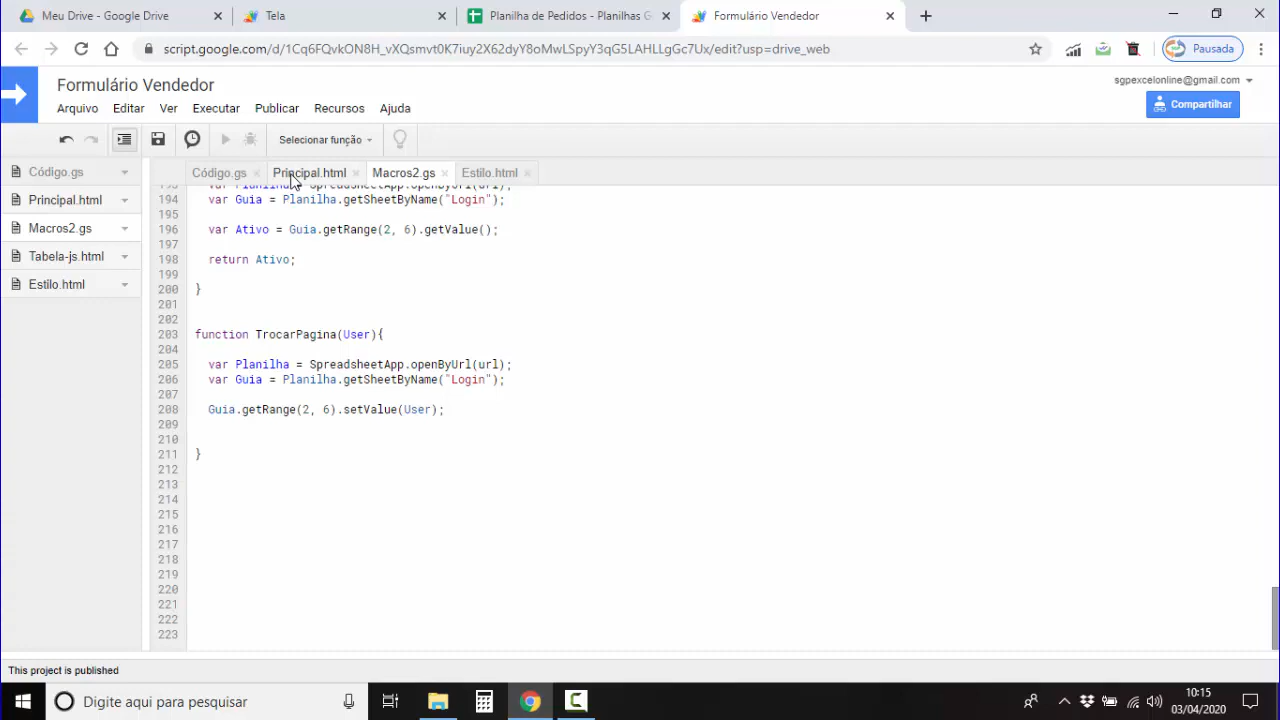 Meu Drive - Google Drive
Tela
Planilha de Pedidos - Planilhas G
Formulário Vendedor
script.google.com/d/1Cq6FQvkON8H_vXQsmvt0K7iuy2X62dyY8oMwLSpyY3qG5LAHLLgGc7Ux/edit?usp=drive_web
Pausada
Formulário Vendedor
sgpexcelonline@gmail.com
Arquivo Editar Ver Executar Publicar Recursos Ajuda
Compartilhar
Selecionar função
Código.gs
Principal.html
Macros2.gs
Tabela-js.html
Estilo.html
Código.gs Principal.html Macros2.gs Estilo.html
193 var Planilha = SpreadsheetApp.openByUrl(url);
194 var Guia = Planilha.getSheetByName("Login");
195
196 var Ativo = Guia.getRange(2, 6).getValue();
197
198 return Ativo;
199
200 }
201
202
203 function TrocarPagina(User){
204
205 var Planilha = SpreadsheetApp.openByUrl(url);
206 var Guia = Planilha.getSheetByName("Login");
207
208 Guia.getRange(2, 6).setValue(User);
209
210
211 }
212
213
214
215
216
217
218
219
220
221
222
223
This project is published
Digite aqui para pesquisar
10:15
03/04/2020